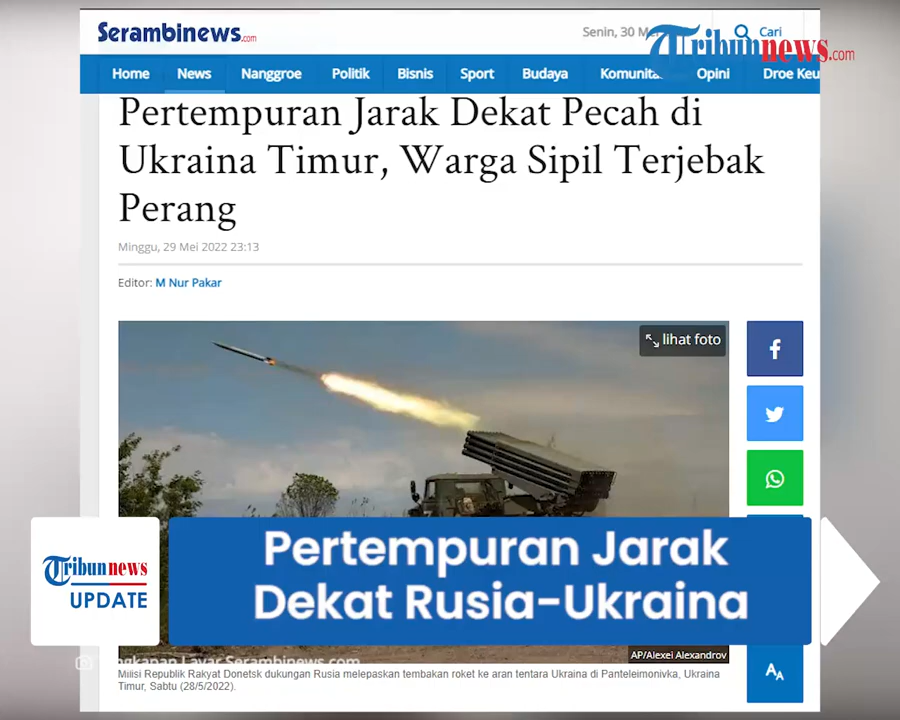 Serambinews.com
Senin, 30 Me
Cari
Tribunnews.com
Home News Nanggroe Politik Bisnis Sport Budaya Komunita Opini Droe Keu
Pertempuran Jarak Dekat Pecah di
Ukraina Timur, Warga Sipil Terjebak
Perang
Minggu, 29 Mei 2022 23:13
Editor: M Nur Pakar
lihat foto
Tribunnews
UPDATE
Pertempuran Jarak
Dekat Rusia-Ukraina
Layar Serambinews.com
AP/Alexei Alexandrov
AA
Milisi Republik Rakyat Donetsk dukungan Rusia melepaskan tembakan roket ke aran tentara Ukraina di Panteleimonivka, Ukraina
Timur, Sabtu (28/5/2022).